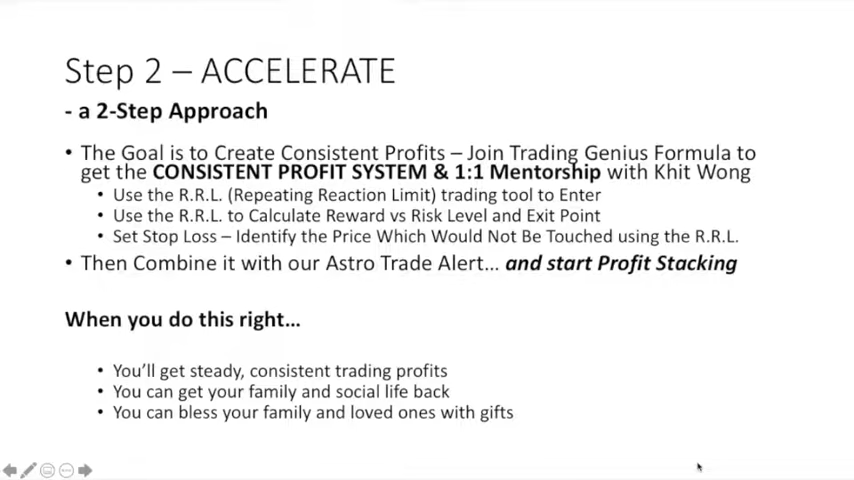 Step 2 – ACCELERATE
- a 2-Step Approach
• The Goal is to Create Consistent Profits – Join Trading Genius Formula to
get the CONSISTENT PROFIT SYSTEM & 1:1 Mentorship with Khit Wong
• Use the R.R.L. (Repeating Reaction Limit) trading tool to Enter
• Use the R.R.L. to Calculate Reward vs Risk Level and Exit Point
• Set Stop Loss – Identify the Price Which Would Not Be Touched using the R.R.L.
• Then Combine it with our Astro Trade Alert… and start Profit Stacking
When you do this right…
• You'll get steady, consistent trading profits
• You can get your family and social life back
• You can bless your family and loved ones with gifts